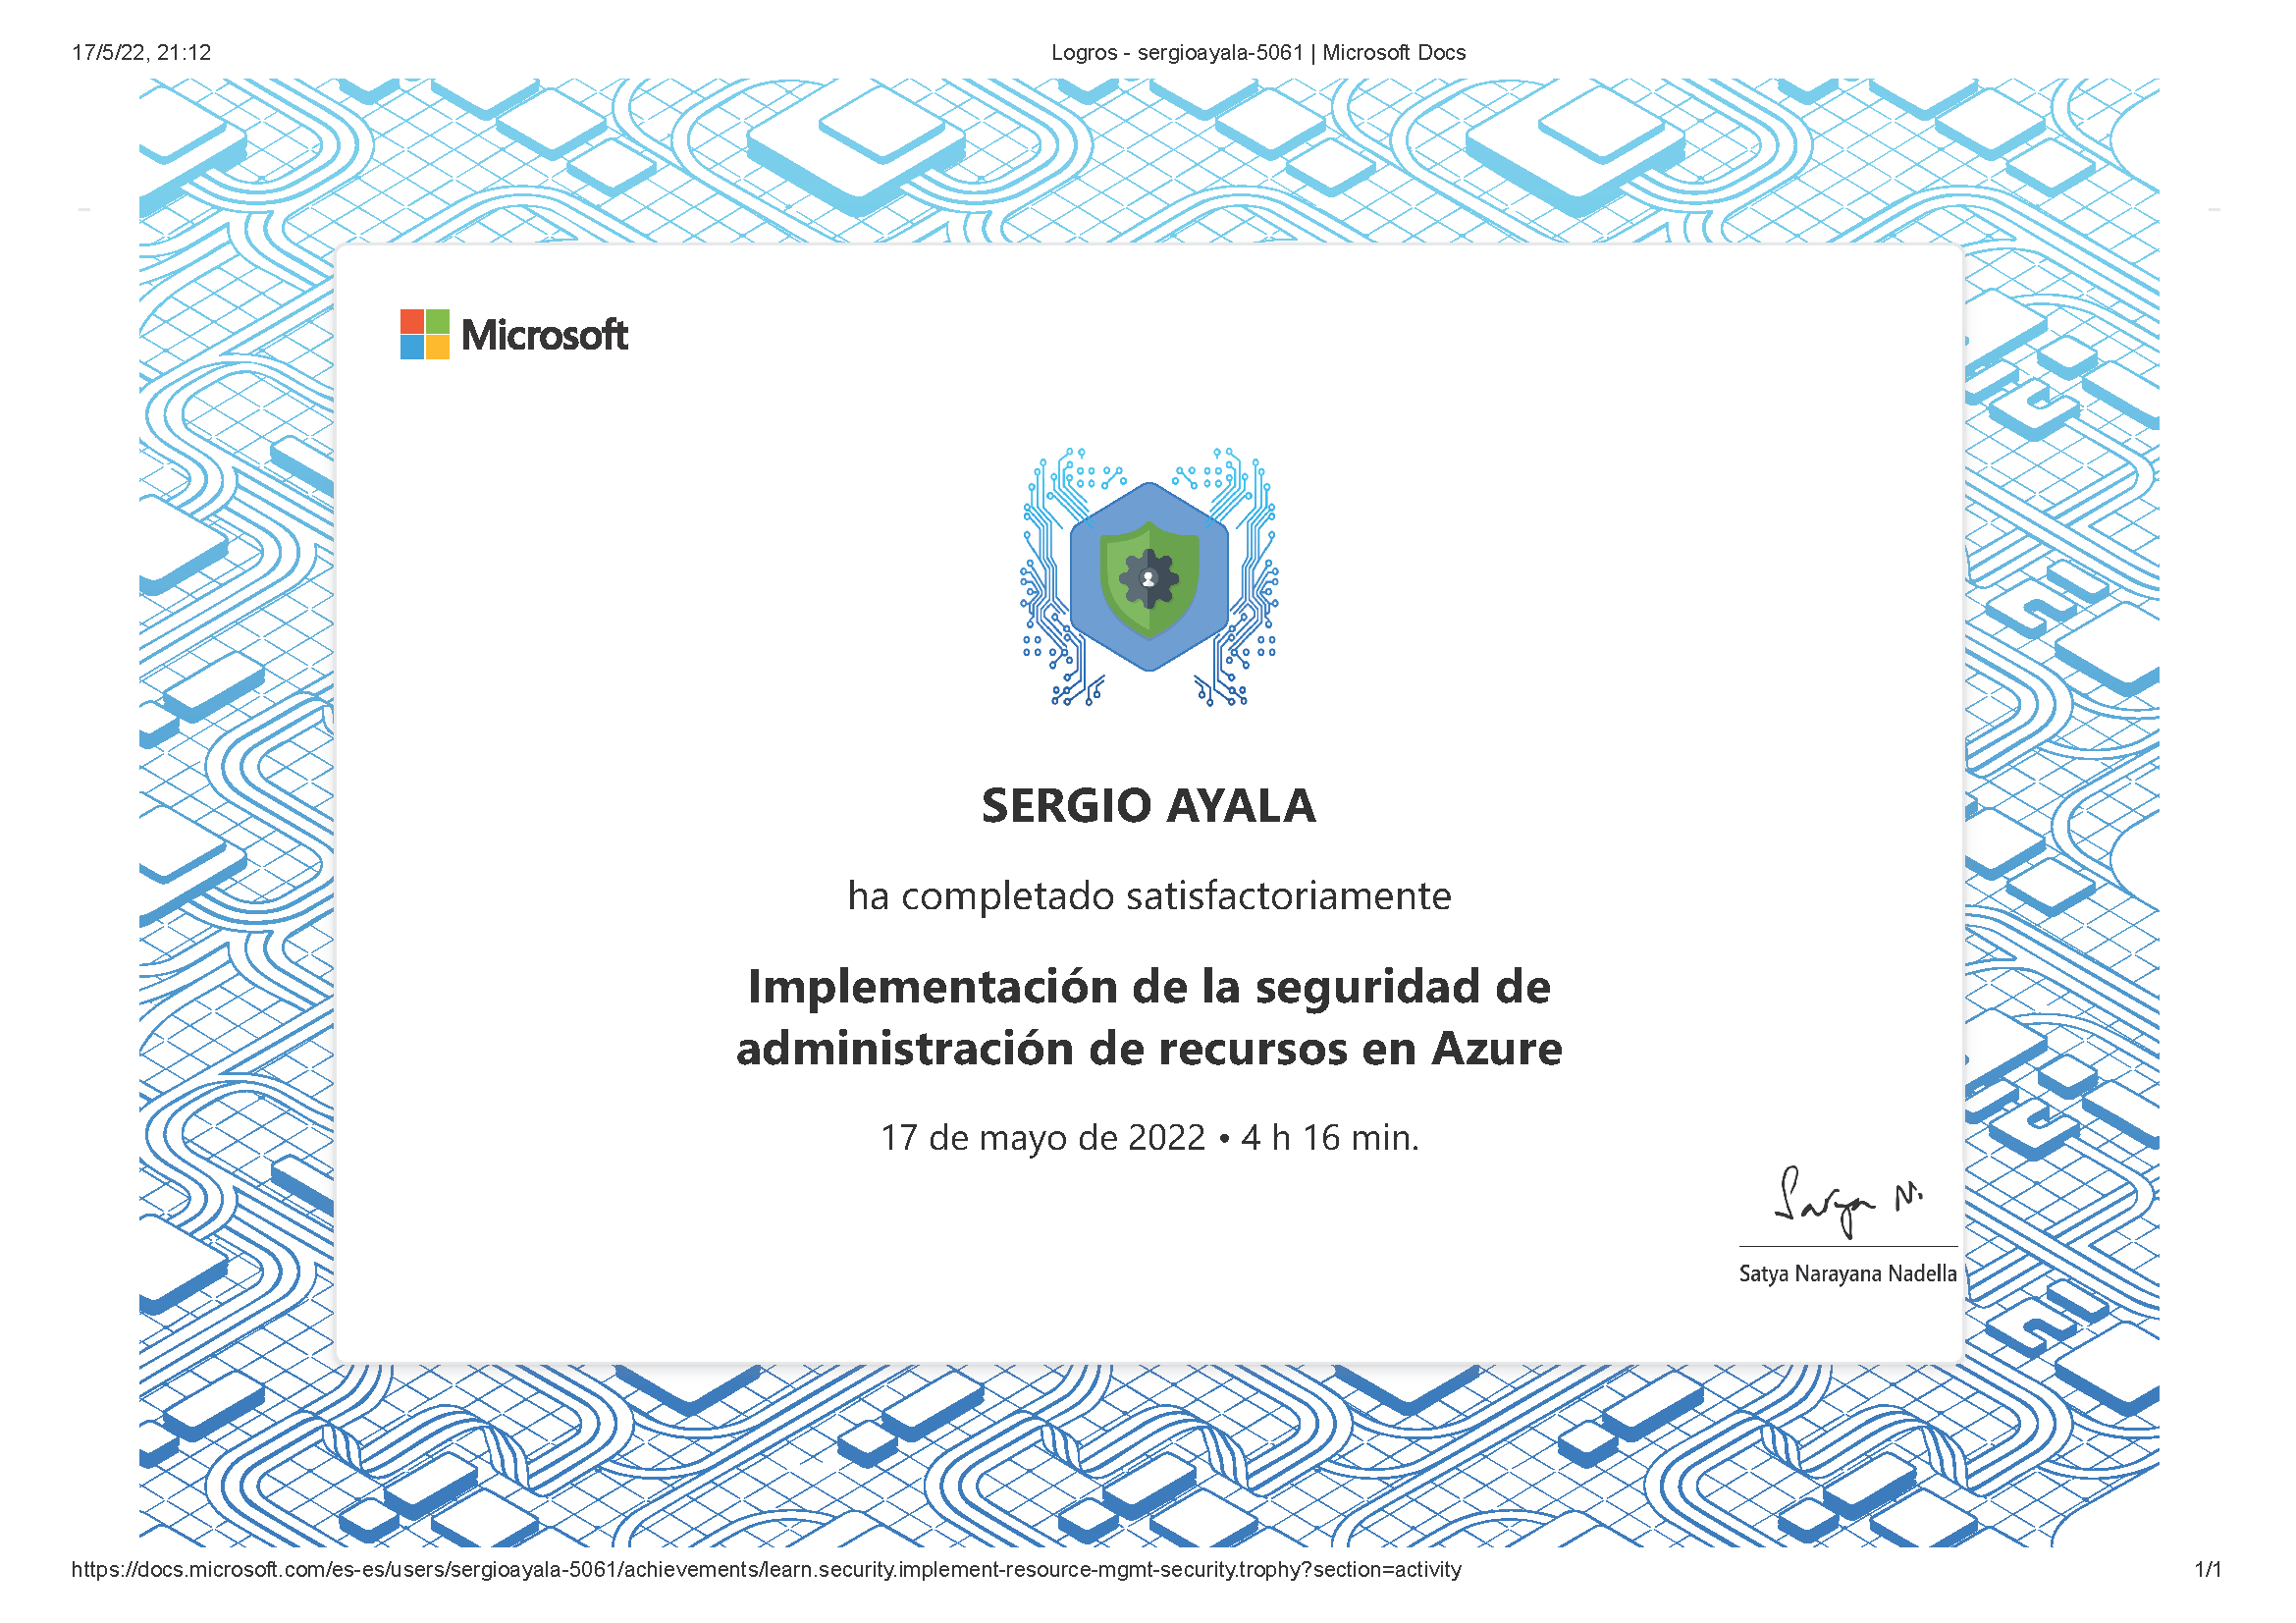 17/5/22, 21:12
Logros - sergioayala-5061 | Microsoft Docs
Microsoft
SERGIO AYALA
ha completado satisfactoriamente
Implementación de la seguridad de
administración de recursos en Azure
17 de mayo de 2022 • 4 h 16 min.
Satya N.
Satya Narayana Nadella
https://docs.microsoft.com/es-es/users/sergioayala-5061/achievements/learn.security.implement-resource-mgmt-security.trophy?section=activity
1/1